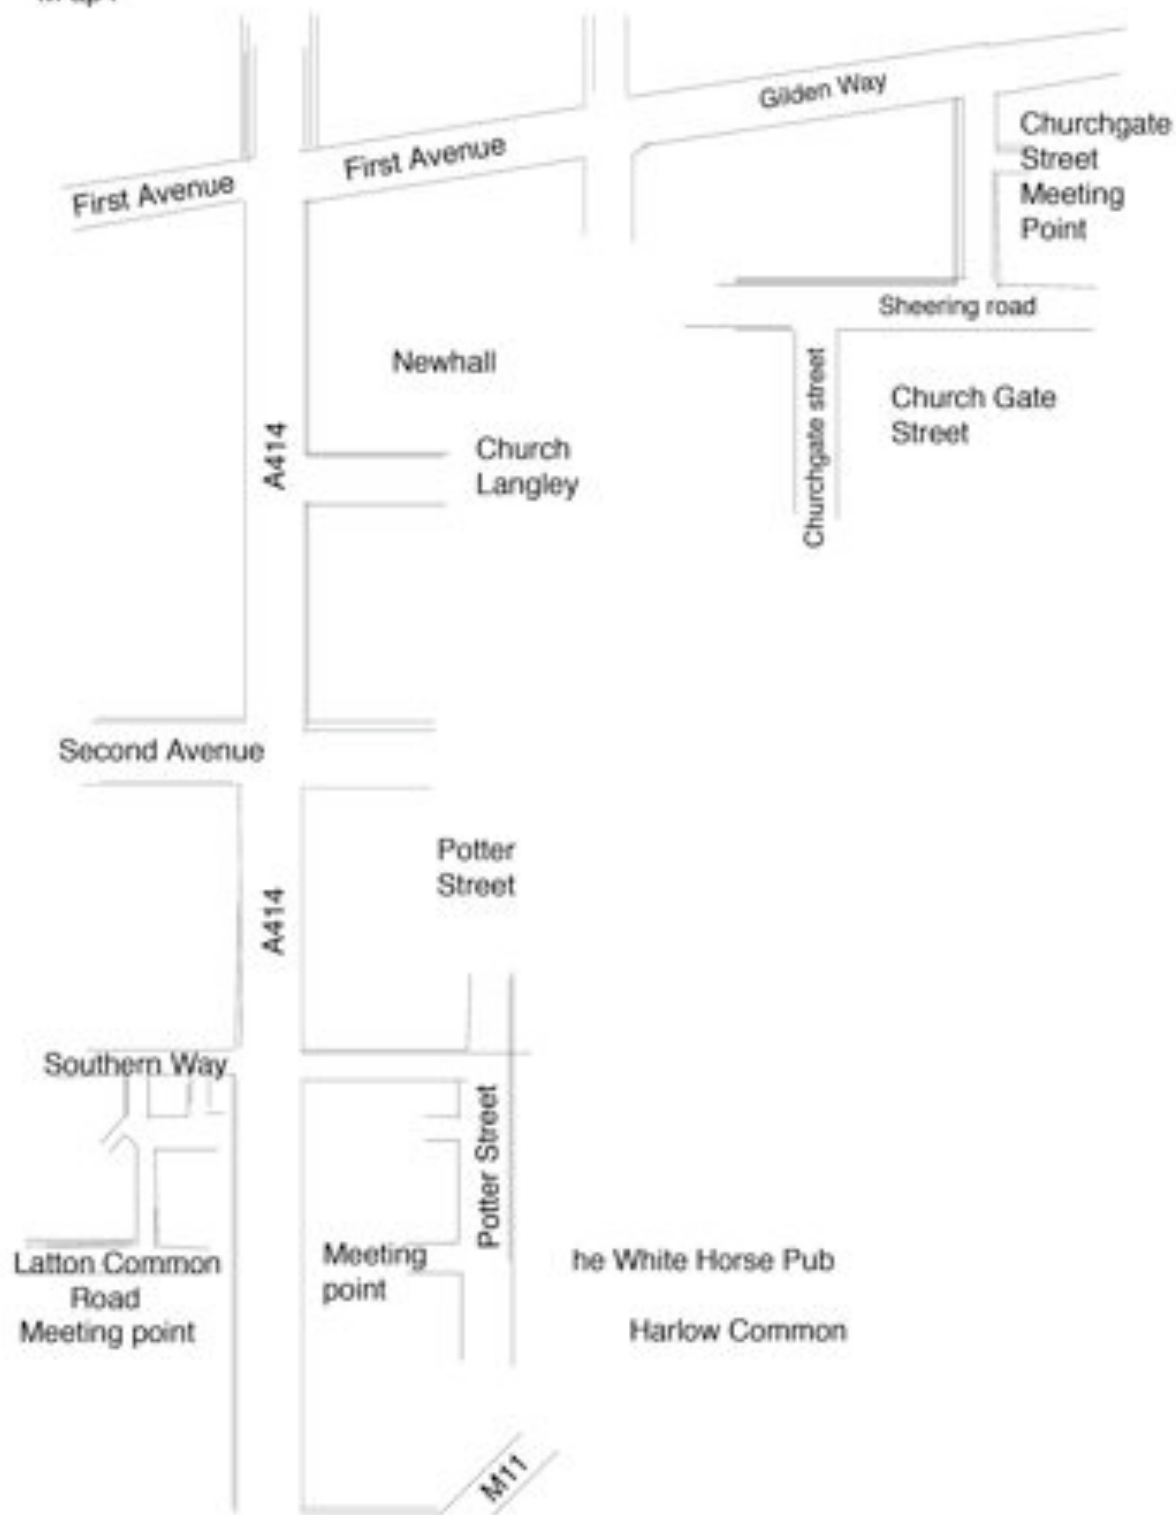 Gilden Way
Churchgate
Street
Meeting
Point
First Avenue
First Avenue
Sheering road
Newhall
Churchgate street
Church Gate
Street
A414
Church
Langley
Second Avenue
Potter
Street
A414
Southern Way
Potter Street
Latton Common
Road
Meeting point
Meeting
point
he White Horse Pub
Harlow Common
M11